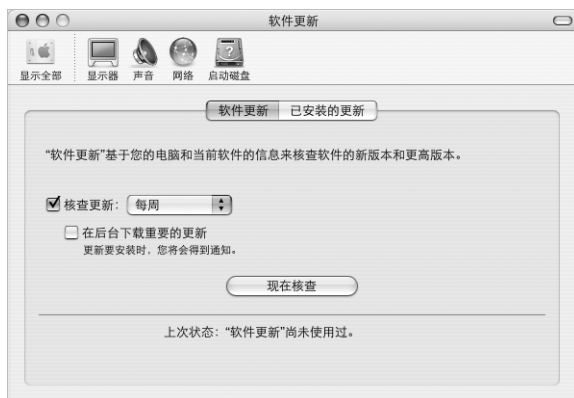 软件更新
显示全部 显示器 声音 网络 启动磁盘
软件更新 已安装的更新
“软件更新”基于您的电脑和当前软件的信息来核查软件的新版本和更高版本。
核查更新： 每周
在后台下载重要的更新
更新要安装时，您将会得到通知。
现在核查
上次状态：“软件更新”尚未使用过。